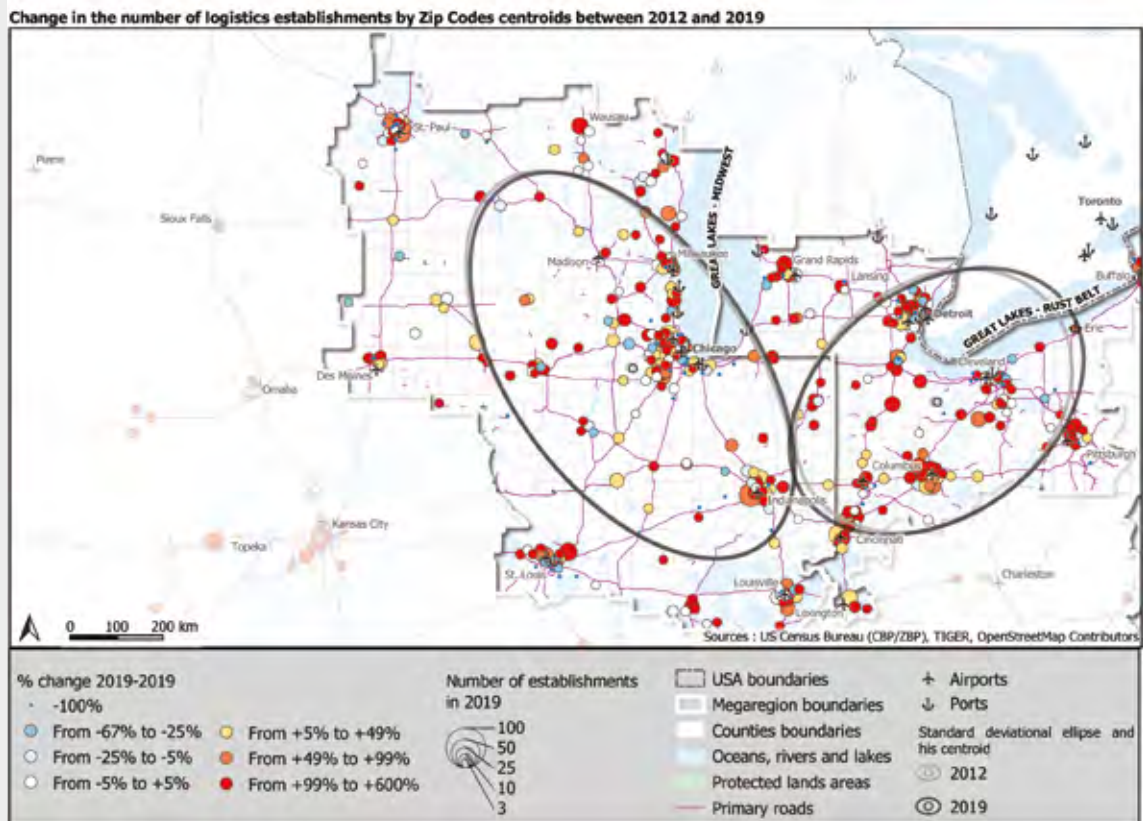 Change in the number of logistics establishments by Zip Codes centroids between 2012 and 2019
St. Paul
Wausau
Pierre
Sioux Falls
GREAT LAKES - MIDWEST
Toronto
Madison
Milwaukee
Grand Rapids
Lansing
Buffalo
Detroit
GREAT LAKES - RUST BELT
Erie
Chicago
Cleveland
Des Moines
Omaha
Pittsburgh
Columbus
Indianapolis
Kansas City
Topeka
Cincinnati
St. Louis
Louisville
Charleston
Lexington
0 100 200 km
Sources : US Census Bureau (CBP/ZBP), TIGER, OpenStreetMap Contributors
% change 2019-2019
-100%
From -67% to -25%
From -25% to -5%
From -5% to +5%
From +5% to +49%
From +49% to +99%
From +99% to +600%
Number of establishments
in 2019
100
50
25
10
3
USA boundaries
Megaregion boundaries
Counties boundaries
Oceans, rivers and lakes
Protected lands areas
Primary roads
Airports
Ports
Standard deviational ellipse and
his centroid
2012
2019